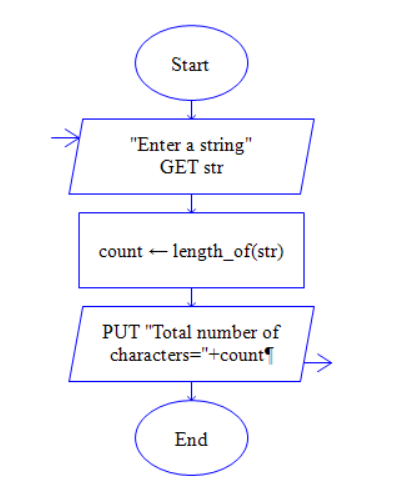 Start
"Enter a string"
GET str
count ← length_of(str)
PUT "Total number of
characters="+count¶
End